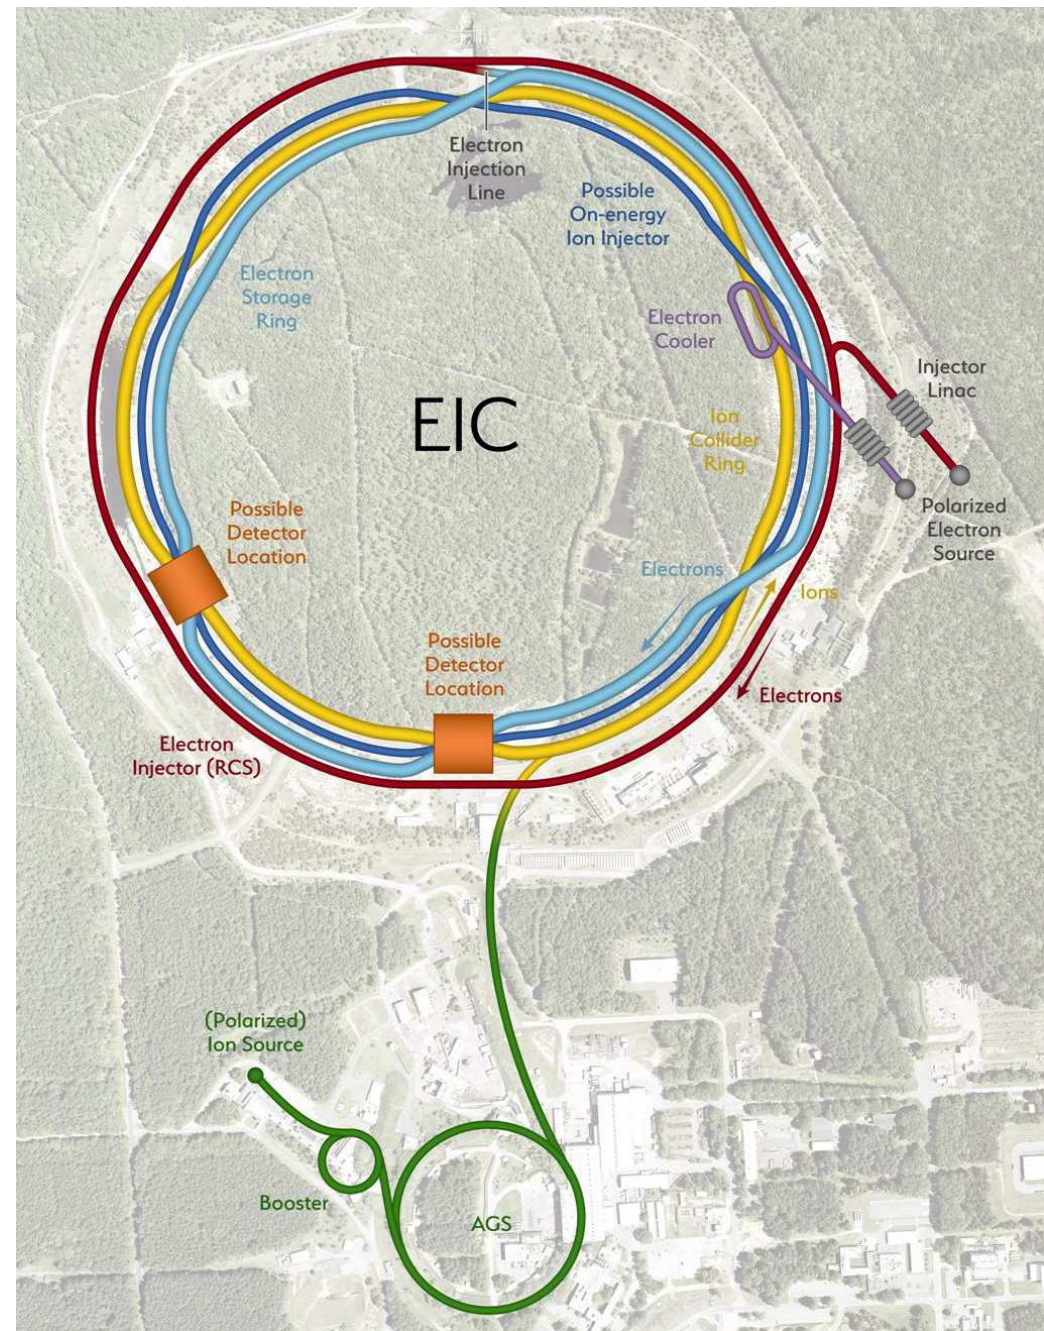 Electron
Injection
Line
Possible
On-energy
Ion Injector
Electron
Storage
Ring
Electron
Cooler
Injector
Linac
EIC
Ion
Collider
Ring
Possible
Detector
Location
Polarized
Electron
Source
Electrons
Ions
Possible
Detector
Location
Electrons
Electron
Injector (RCS)
(Polarized)
Ion Source
Booster
AGS